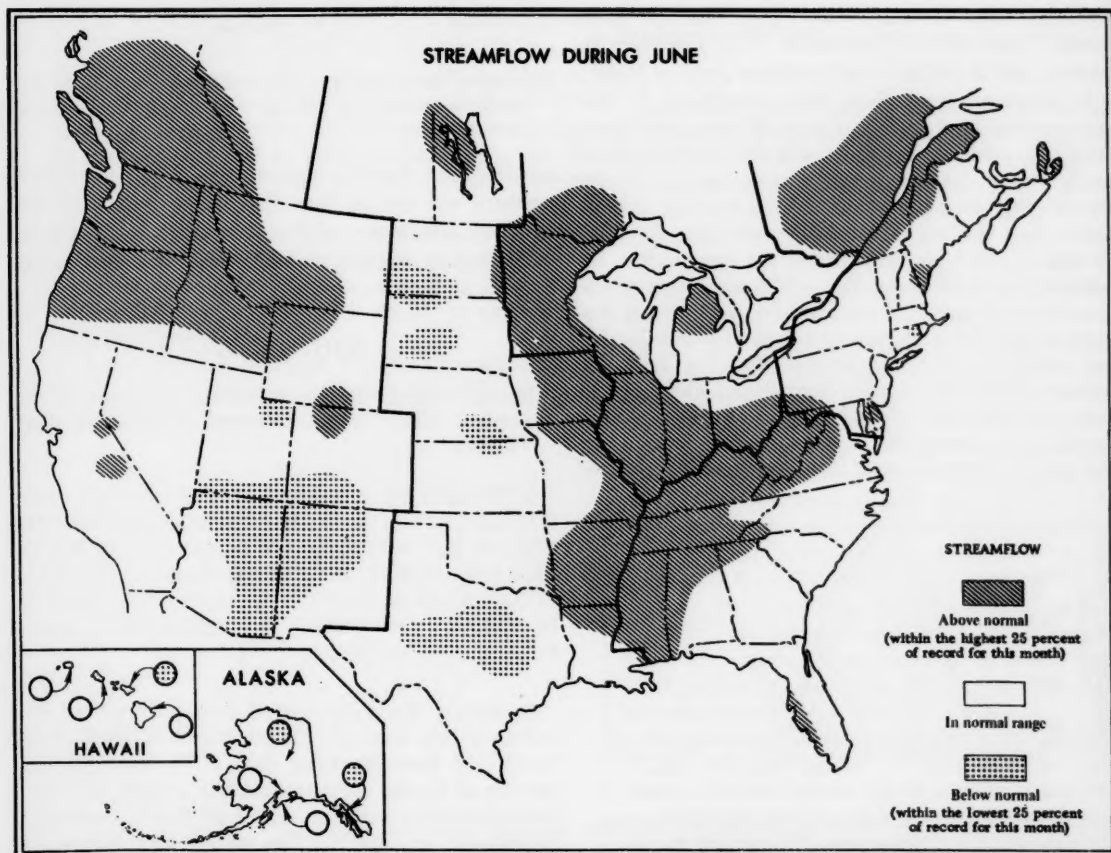 STREAMFLOW DURING JUNE
STREAMFLOW
Above normal
(within the highest 25 percent
of record for this month)
In normal range
Below normal
(within the lowest 25 percent
of record for this month)
HAWAII
ALASKA